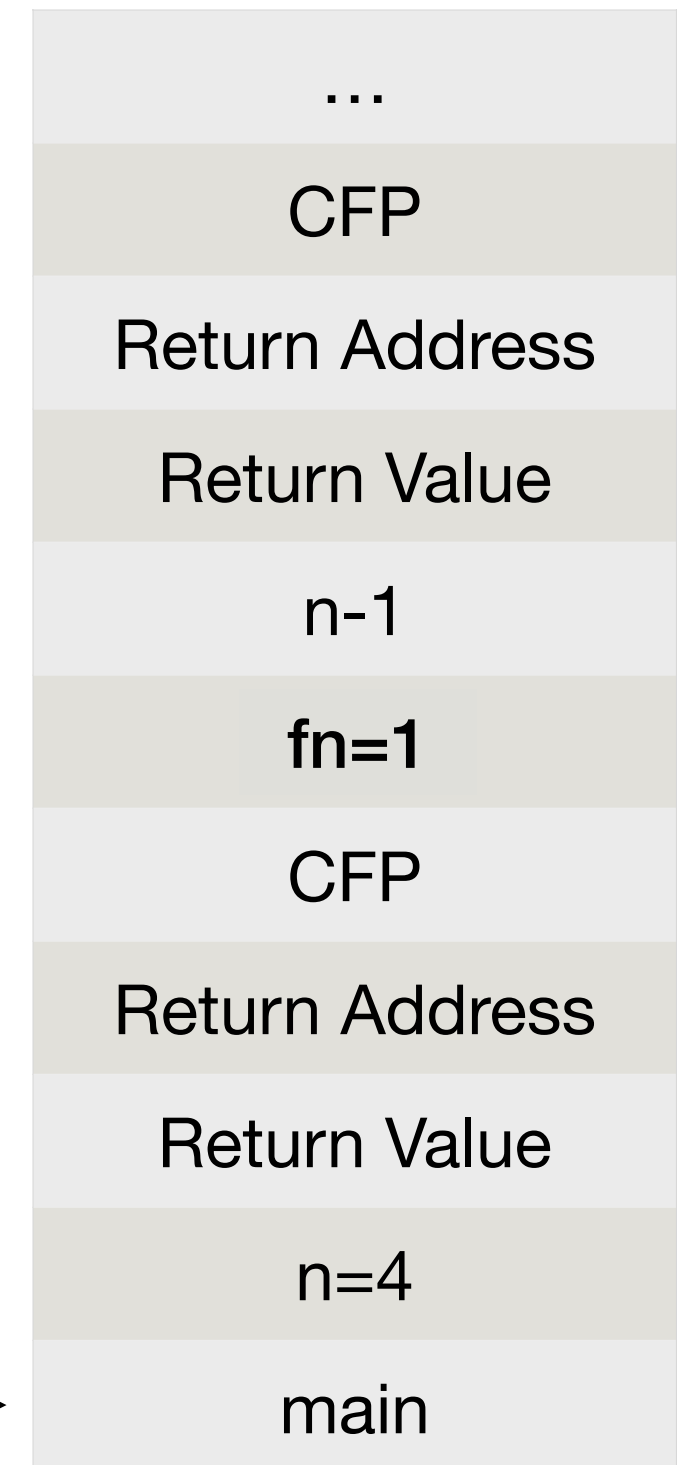 ...
CFP
Return Address
Return Value
n-1
fn=1
CFP
Return Address
Return Value
n=4
main